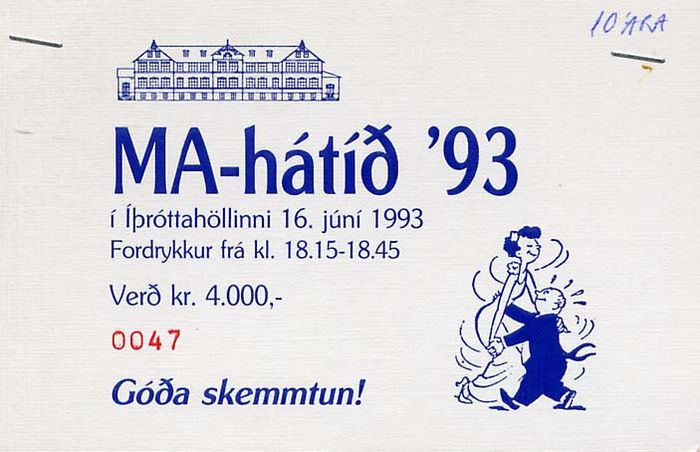 10 ÁRA
MA-hátíð '93
í Íþróttahöllinni 16. júní 1993
Fordrykkur frá kl. 18.15-18.45
Verð kr. 4.000,-
0047
Góða skemmtun!